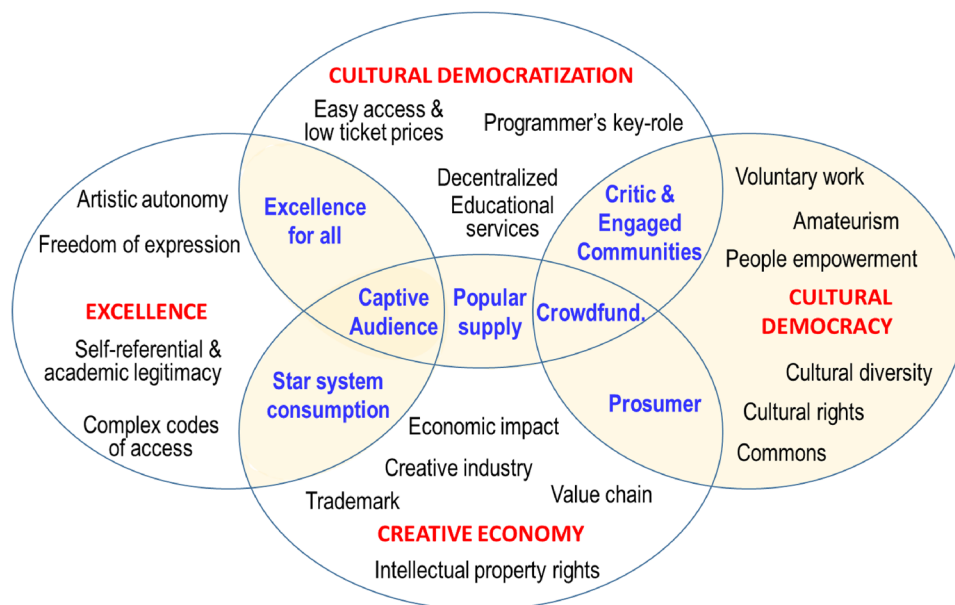 CULTURAL DEMOCRATIZATION
Easy access &
low ticket prices
Programmer's key-role
Decentralized
Educational
services
Artistic autonomy
Freedom of expression
EXCELLENCE
Self-referential &
academic legitimacy
Complex codes
of access
Excellence
for all
Captive
Audience
Star system
consumption
Popular
supply
Critic &
Engaged
Communities
Crowdfund.
Prosumer
Voluntary work
Amateurism
People empowerment
CULTURAL
DEMOCRACY
Cultural diversity
Cultural rights
Commons
Economic impact
Creative industry
Trademark
Value chain
CREATIVE ECONOMY
Intellectual property rights